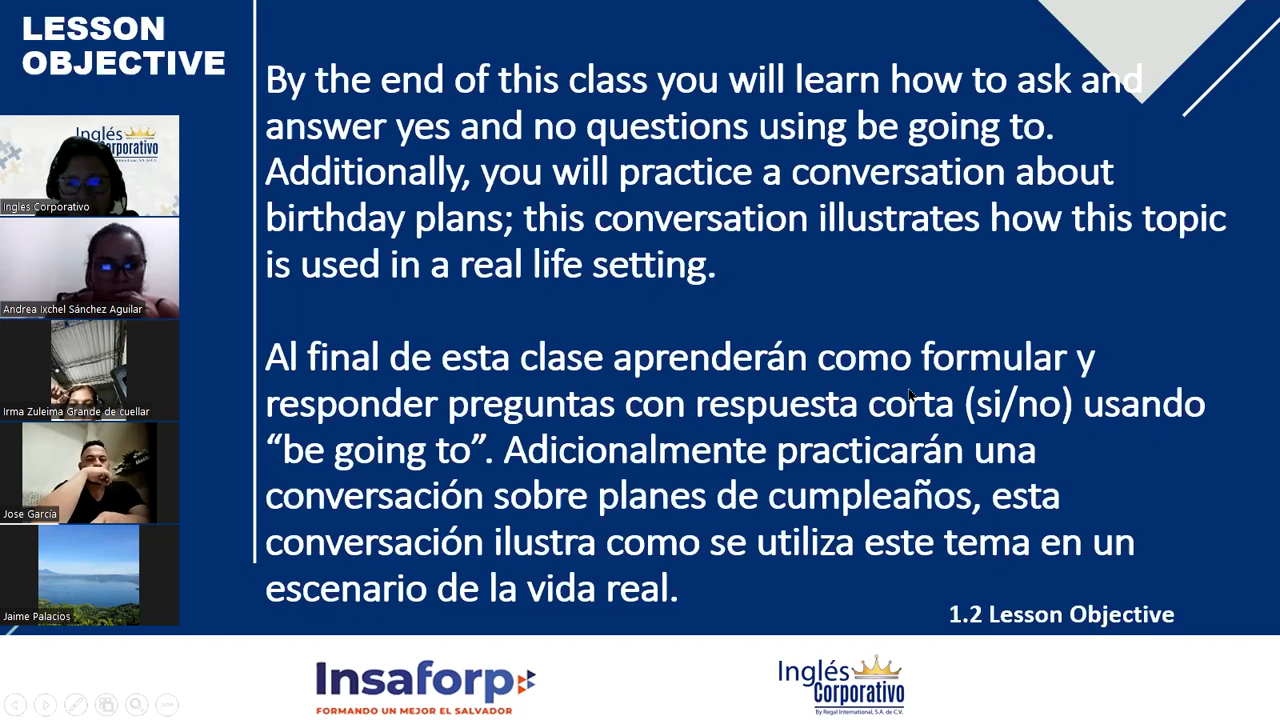 LESSON
OBJECTIVE
By the end of this class you will learn how to ask and
answer yes and no questions using be going to.
Additionally, you will practice a conversation about
birthday plans; this conversation illustrates how this topic
is used in a real life setting.
Al final de esta clase aprenderán como formular y
responder preguntas con respuesta corta (si/no) usando
“be going to”. Adicionalmente practicarán una
conversación sobre planes de cumpleaños, esta
conversación ilustra como se utiliza este tema en un
escenario de la vida real.
1.2 Lesson Objective
Inglés
Corporativo
Ingles Corporativo
Andrea Ixchel Sánchez Aguilar
Irma Zuleima Grande de cuellar
Jose García
Jaime Palacios
Insaforp
FORMANDO UN MEJOR EL SALVADOR
Inglés
Corporativo
By Regal International, S.A. de C.V.